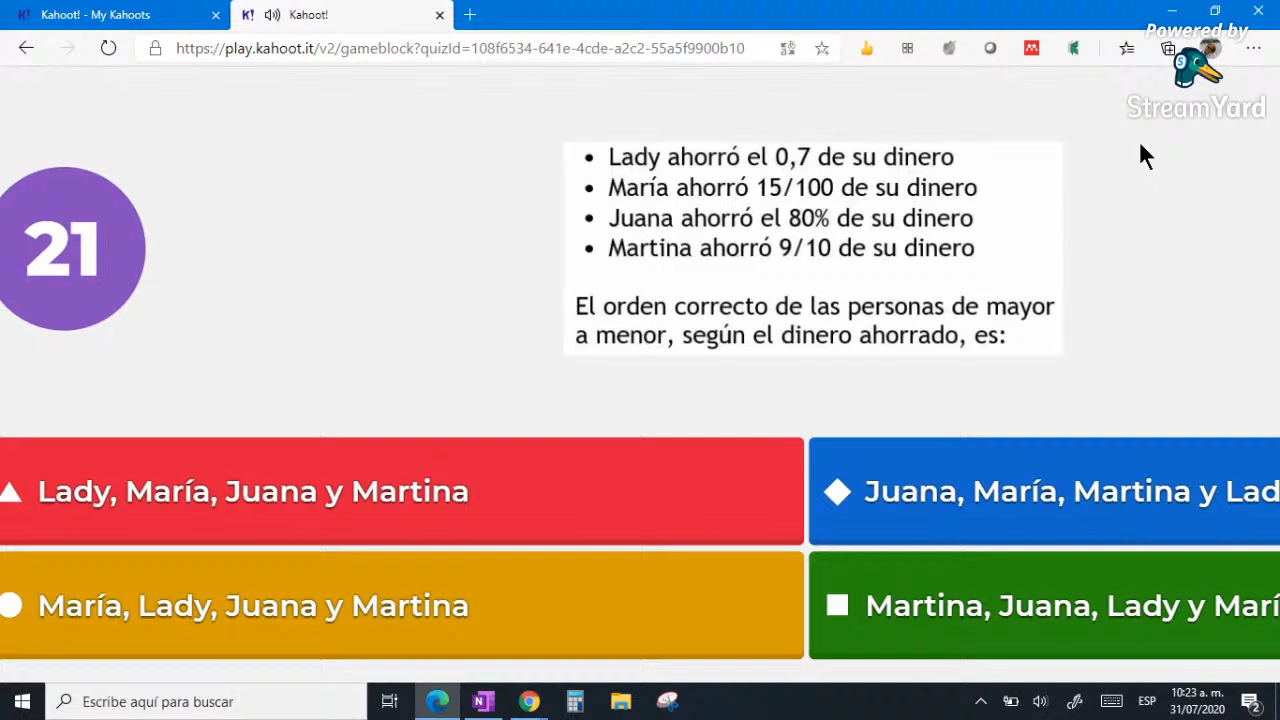 K! Kahoot! - My Kahoots
K! Kahoot!
https://play.kahoot.it/v2/gameblock?quizId=108f6534-641e-4cde-a2c2-55a5f9900b10
Powered by
StreamYard
21
• Lady ahorró el 0,7 de su dinero
• María ahorró 15/100 de su dinero
• Juana ahorró el 80% de su dinero
• Martina ahorró 9/10 de su dinero
El orden correcto de las personas de mayor
a menor, según el dinero ahorrado, es:
Lady, María, Juana y Martina
Juana, María, Martina y Lad
María, Lady, Juana y Martina
Martina, Juana, Lady y Marí
Escribe aquí para buscar
ESP
10:23 a. m.
31/07/2020
2